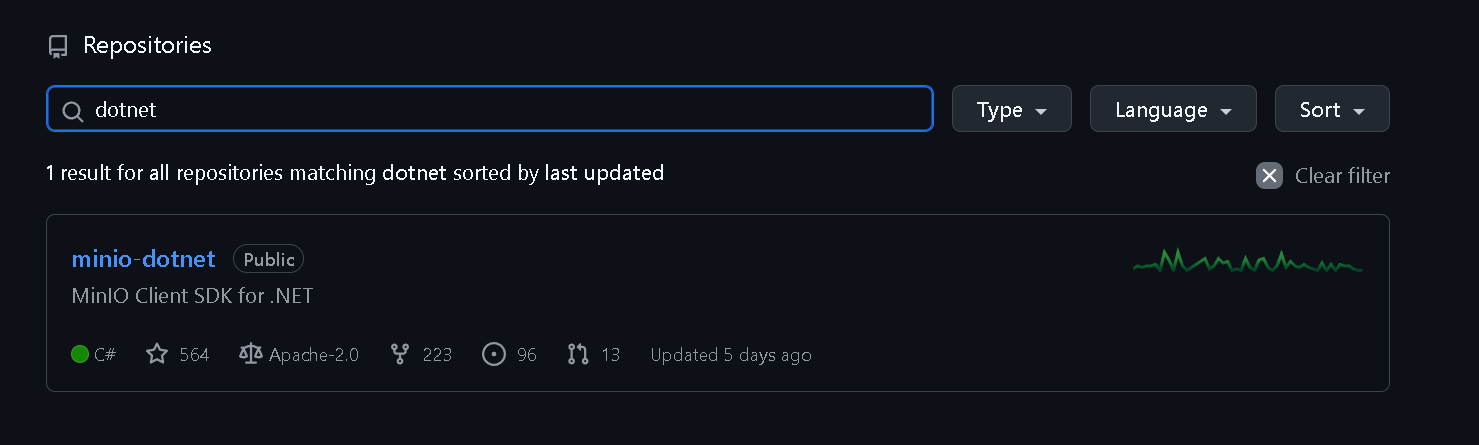 Repositories
dotnet Type Language Sort
1 result for all repositories matching dotnet sorted by last updated Clear filter
minio-dotnet Public
MinIO Client SDK for .NET
C# 564 Apache-2.0 223 96 13 Updated 5 days ago